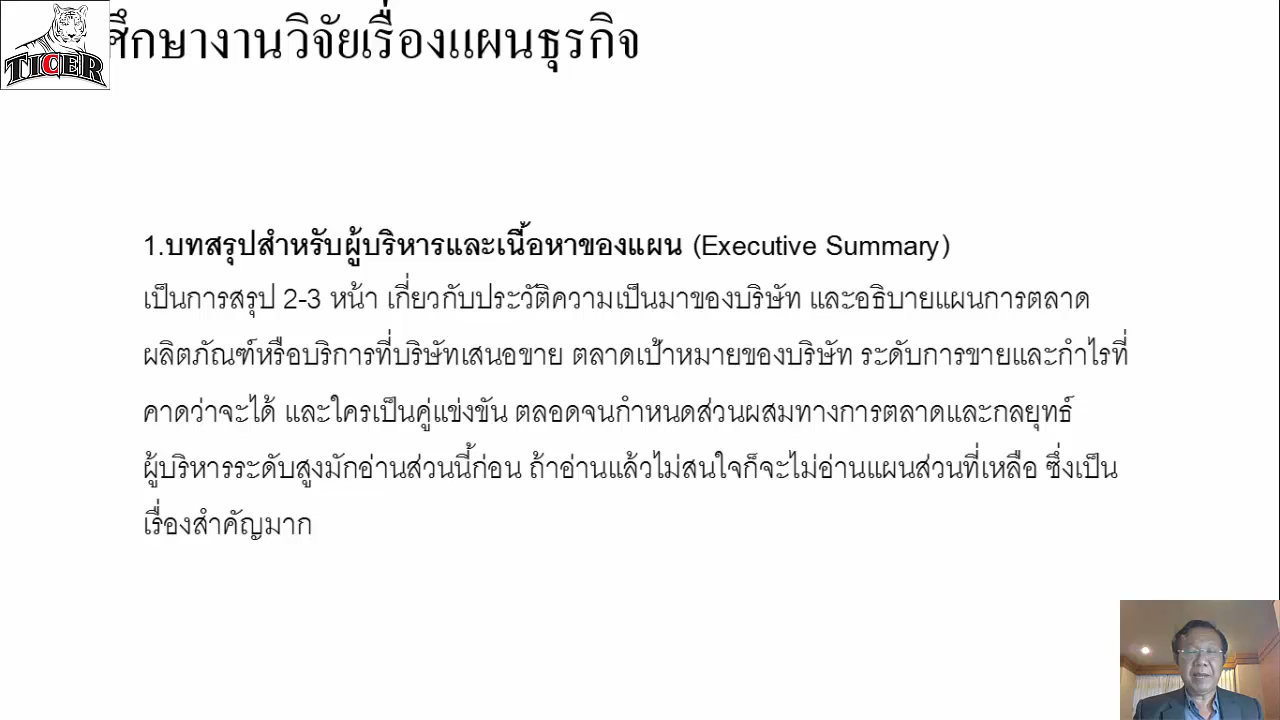 TICER
ศึกษางานวิจัยเรื่องแผนธุรกิจ
1.บทสรุปสำหรับผู้บริหารและเนื้อหาของแผน (Executive Summary)
เป็นการสรุป 2-3 หน้า เกี่ยวกับประวัติความเป็นมาของบริษัท และอธิบายแผนการตลาด
ผลิตภัณฑ์หรือบริการที่บริษัทเสนอขาย ตลาดเป้าหมายของบริษัท ระดับการขายและกำไรที่
คาดว่าจะได้ และใครเป็นคู่แข่งขัน ตลอดจนกำหนดส่วนผสมทางการตลาดและกลยุทธ์
ผู้บริหารระดับสูงมักอ่านส่วนนี้ก่อน ถ้าอ่านแล้วไม่สนใจก็จะไม่อ่านแผนส่วนที่เหลือ ซึ่งเป็น
เรื่องสำคัญมาก